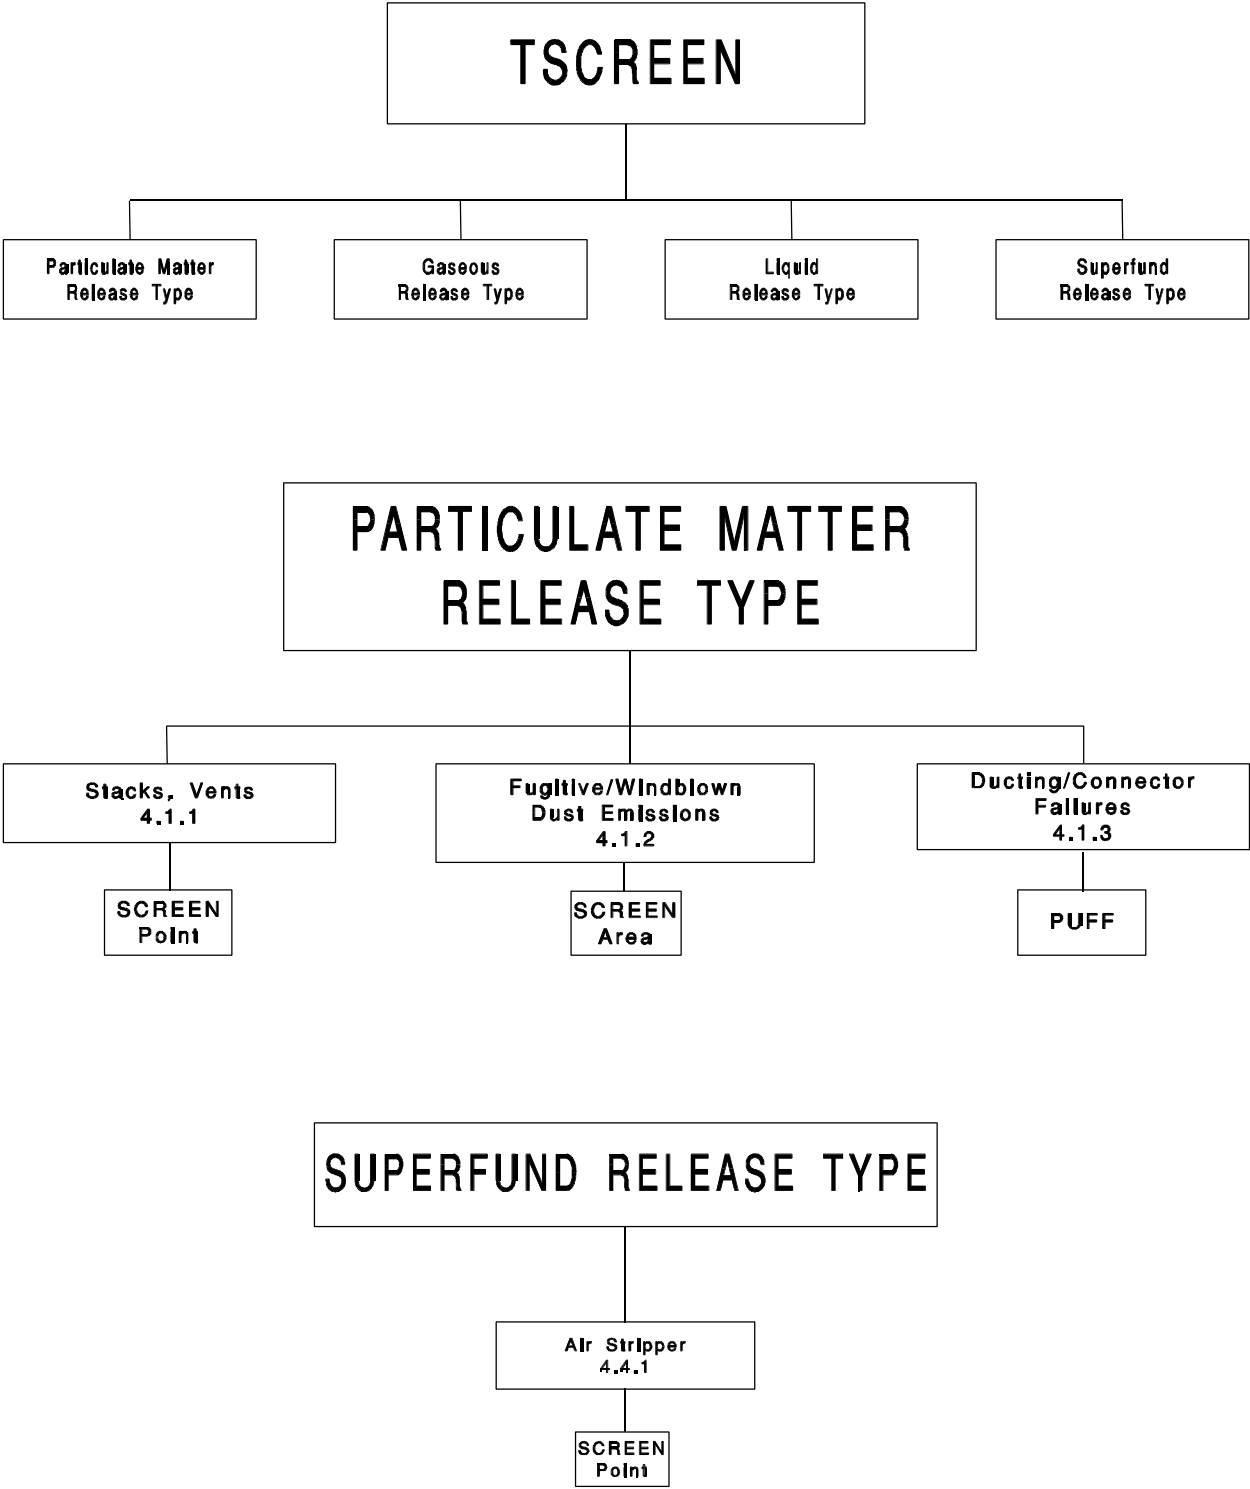 TSCREEN
Particulate Matter
Release Type
Gaseous
Release Type
Liquid
Release Type
Superfund
Release Type
PARTICULATE MATTER
RELEASE TYPE
Stacks, Vents
4.1.1
Fugitive/Windblown
Dust Emissions
4.1.2
Ducting/Connector
Failures
4.1.3
SCREEN
Point
SCREEN
Area
PUFF
SUPERFUND RELEASE TYPE
Air Stripper
4.4.1
SCREEN
Point